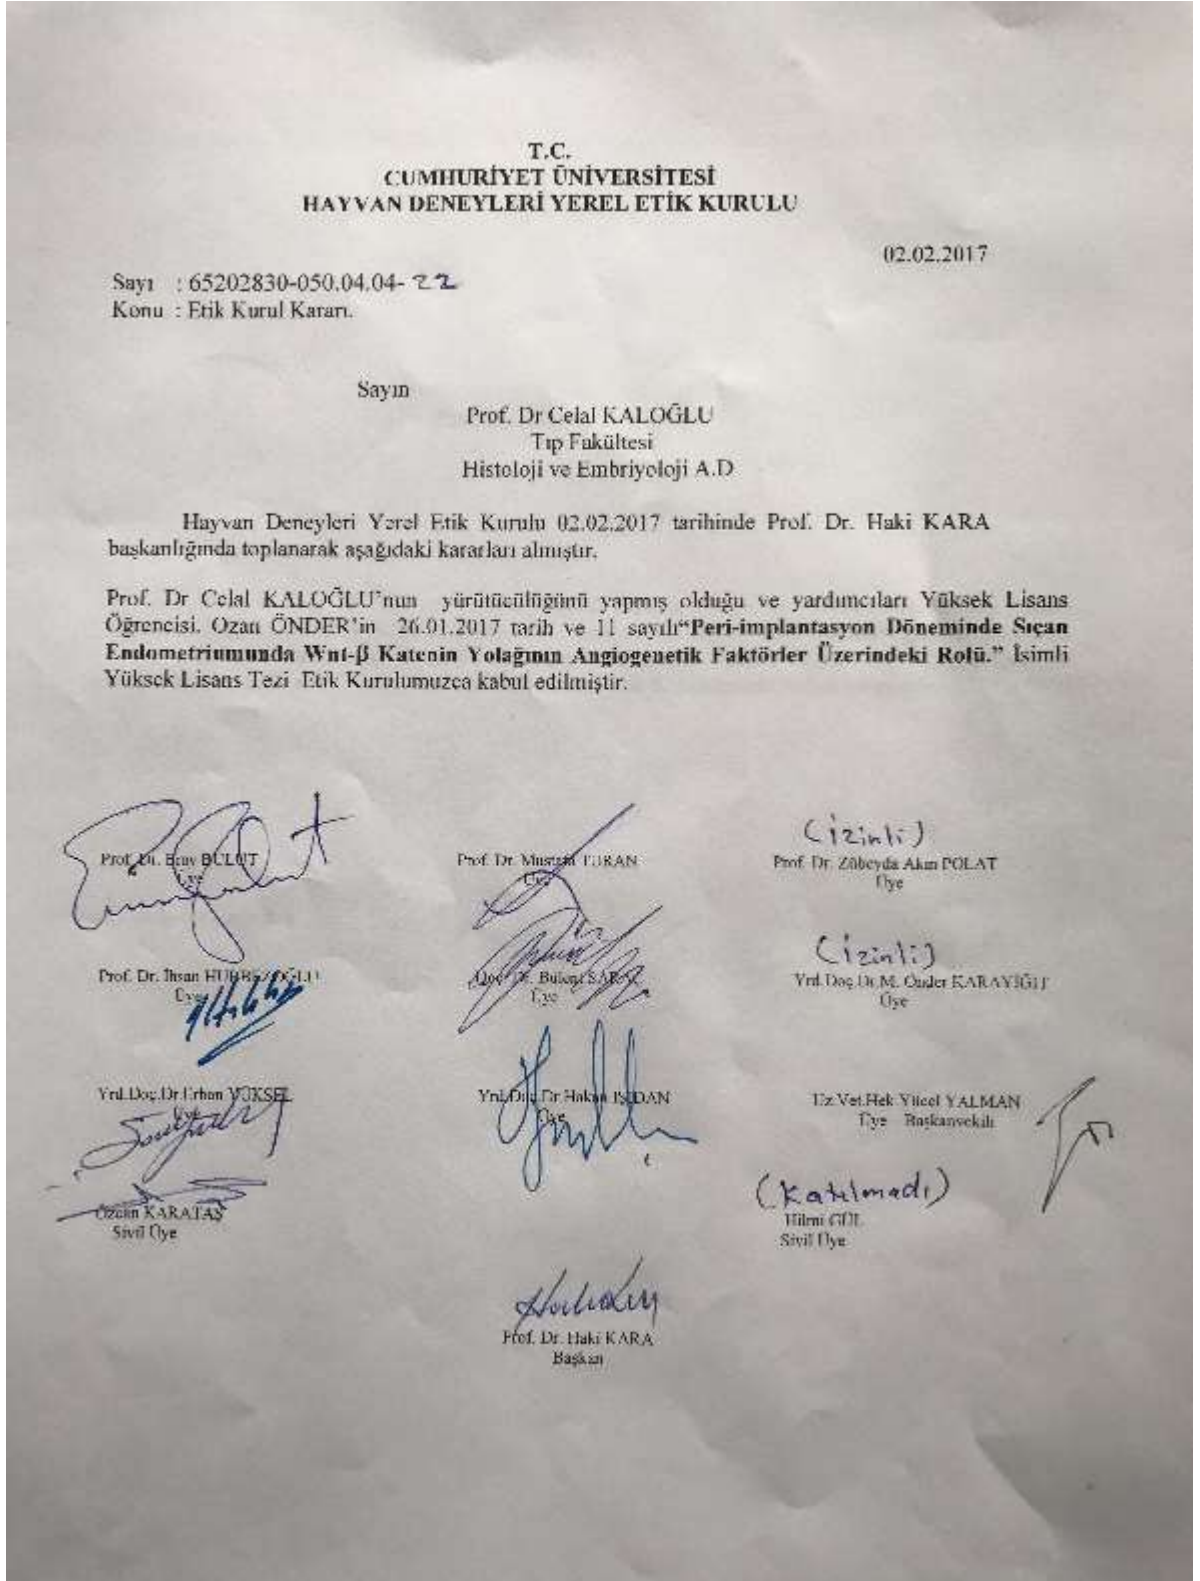 T.C.
CUMHURİYET ÜNİVERSİTESİ
HAYVAN DENEYLERİ YEREL ETİK KURULU
02.02.2017
Sayı : 65202830-050.04.04- 22
Konu : Etik Kurul Kararı.
Sayın
Prof. Dr Celal KALOĞLU
Tıp Fakültesi
Histoloji ve Embriyoloji A.D
Hayvan Deneyleri Yerel Etik Kurulu 02.02.2017 tarihinde Prof. Dr. Haki KARA
başkanlığında toplanarak aşağıdaki kararları almıştır.
Prof. Dr Celal KALOĞLU'nun yürütücülüğünü yapmış olduğu ve yardımcıları Yüksek Lisans
Öğrencisi. Ozan ÖNDER'in 26.01.2017 tarih ve 11 sayılı“Peri-implantasyon Döneminde Sıçan
Endometriumunda Wnt-β Katenin Yolağının Angiogenetik Faktörler Üzerindeki Rolü.” İsimli
Yüksek Lisans Tezi Etik Kurulumuzca kabul edilmiştir.
(İzinli)
Prof. Dr. BULUT
Prof. Dr. Mustafa TURAN
Prof. Dr. Zübeyda Akın POLAT
Üye
Üye
Üye
(İzinli)
Prof. Dr. İhsan
Doç. Dr. Bülent
Yrd.Doç.Dr.M. Önder KARAYİĞİT
Üye
Üye
Üye
Yrd.Doç.Dr. YÜKSEL
Yrd.Doç.Dr.Hakan
Uz.Vet.Hek Yücel YALMAN
Üye
Üye
Üye Başkanvekili
(Katılmadı)
Özcan KARATAŞ
Hilmi GÜL
Sivil Üye
Sivil Üye
Prof. Dr. Haki KARA
Başkan